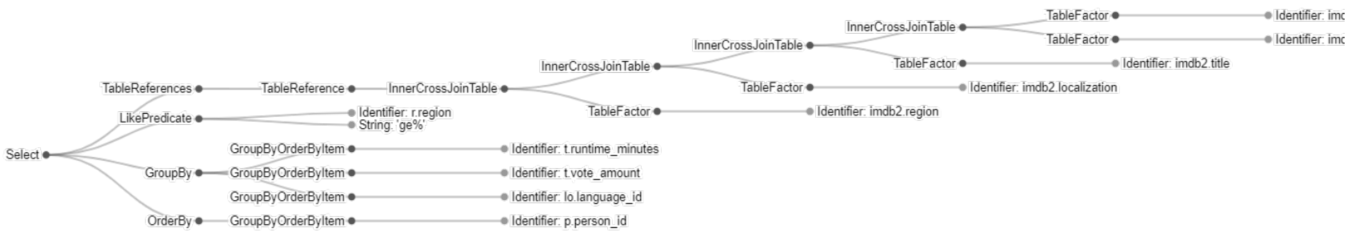 TableFactor Identifier: imd
InnerCrossJoinTable
TableFactor Identifier: imd
InnerCrossJoinTable
TableFactor Identifier: imdb2.title
InnerCrossJoinTable
TableFactor Identifier: imdb2.localization
TableReferences TableReference InnerCrossJoinTable
TableFactor Identifier: imdb2.region
LikePredicate Identifier: r.region
String: 'ge%'
GroupByOrderByItem Identifier: t.runtime_minutes
Select
GroupBy GroupByOrderByItem Identifier: t.vote_amount
GroupByOrderByItem Identifier: lo.language_id
OrderBy GroupByOrderByItem Identifier: p.person_id